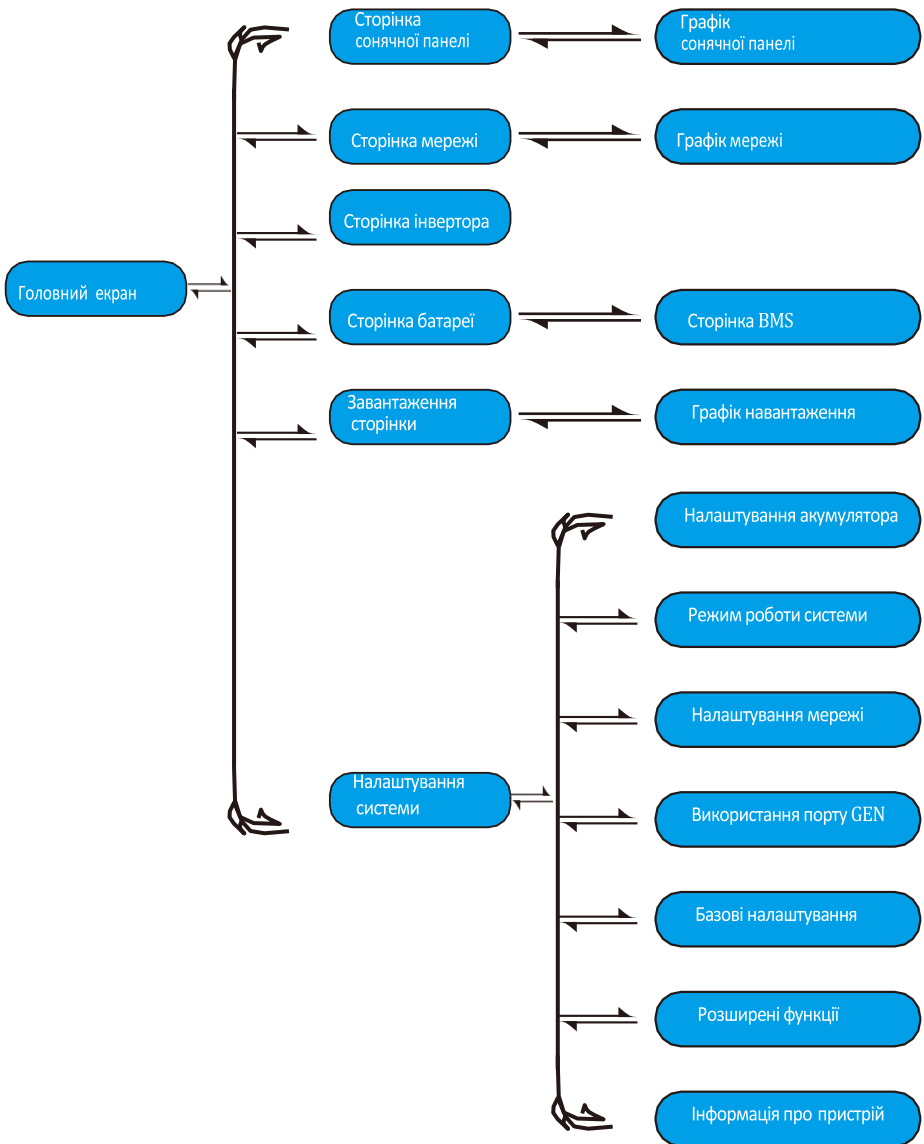 Сторінка
сонячної панелі
Графік
сонячної панелі
Сторінка мережі
Графік мережі
Сторінка інвертора
Головний екран
Сторінка батареї
Сторінка BMS
Завантаження
сторінки
Графік навантаження
Налаштування акумулятора
Режим роботи системи
Налаштування мережі
Налаштування
системи
Використання порту GEN
Базові налаштування
Розширені функції
Інформація про пристрій